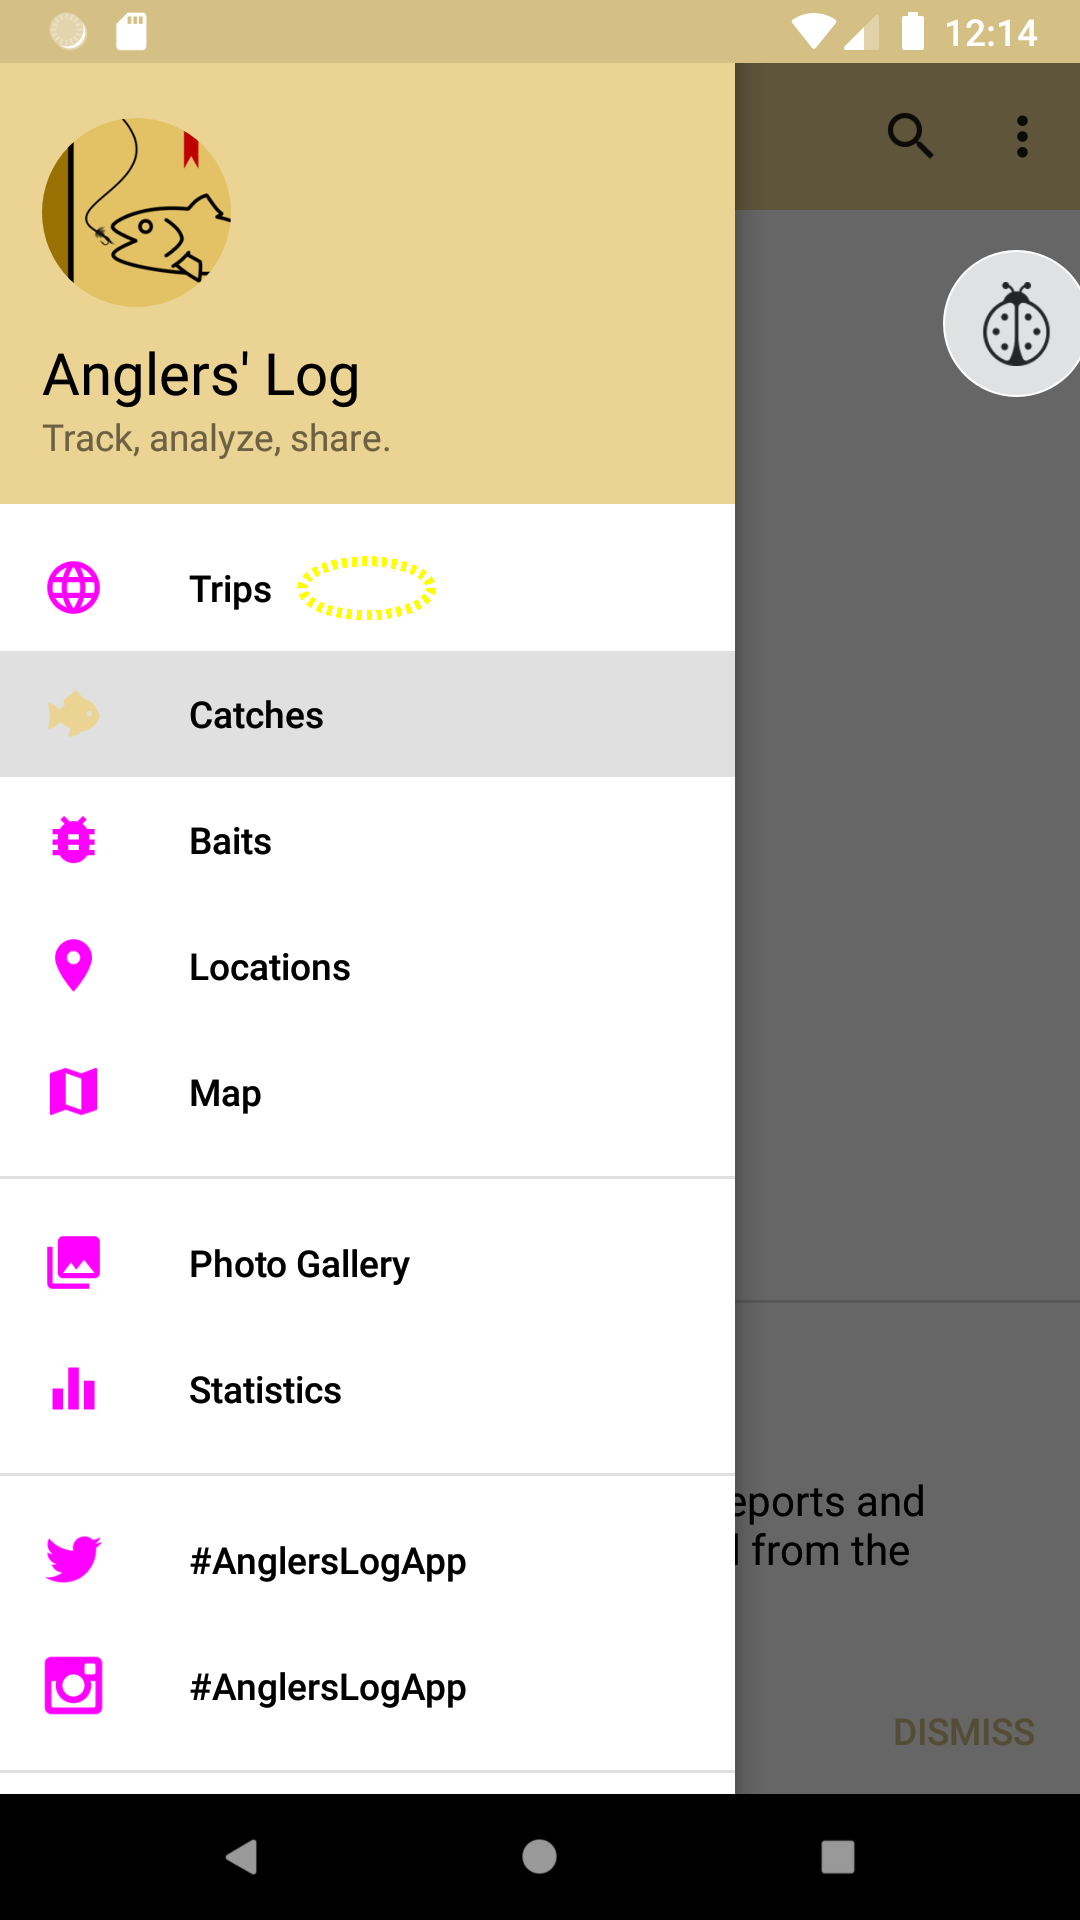 12:14
Anglers' Log
Track, analyze, share.
Trips
Catches
Baits
Locations
Map
Photo Gallery
Statistics
eports and
from the
#AnglersLogApp
#AnglersLogApp
DISMISS